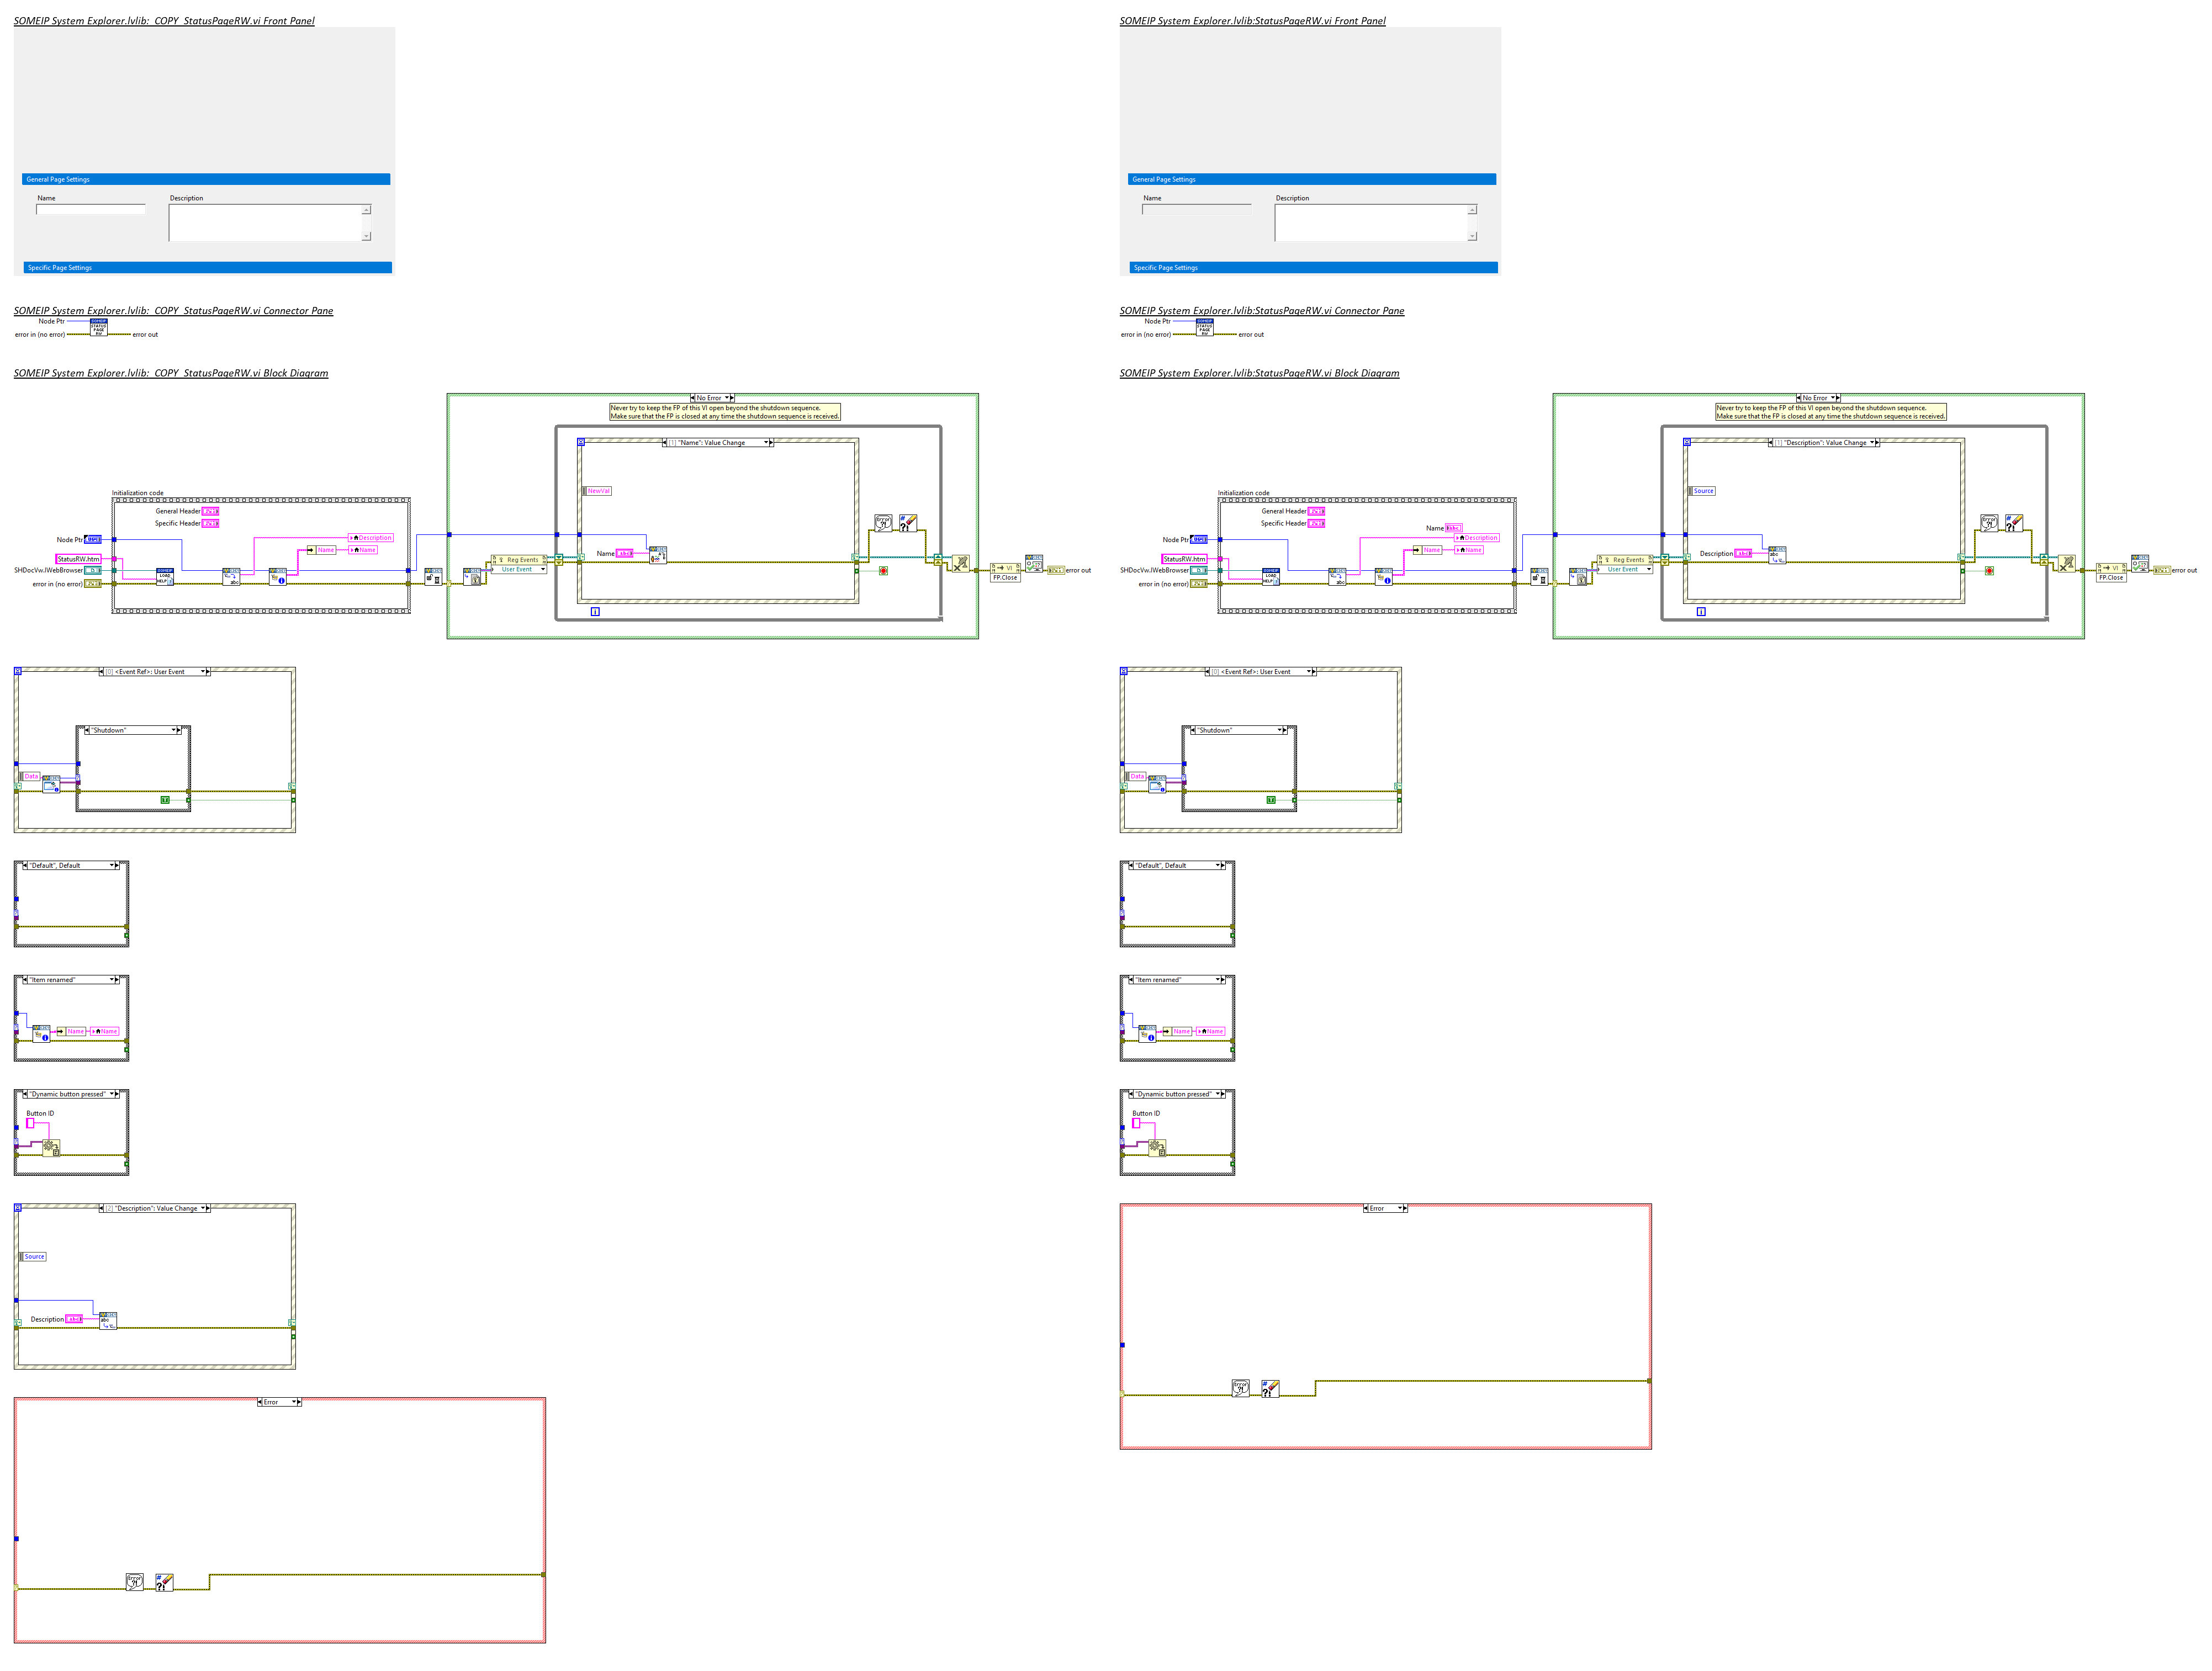 SOMEIP System Explorer.lvlib:_COPY_StatusPageRW.vi Front Panel
General Page Settings
Name
Description
Specific Page Settings
SOMEIP System Explorer.lvlib:_COPY_StatusPageRW.vi Connector Pane
Node Ptr
error in (no error)
error out
SOMEIP
STATUS
PAGE
RW
SOMEIP System Explorer.lvlib:_COPY_StatusPageRW.vi Block Diagram
No Error
Never try to keep the FP of this VI open beyond the shutdown sequence.
Make sure that the FP is closed at any time the shutdown sequence is received.
[1] "Name": Value Change
NewVal
Initialization code
General Header
Specific Header
Node Ptr
StatusRW.htm
SHDocVw.IWebBrowser
error in (no error)
Description
Name
Name
Reg Events
User Event
Name
VI
FP.Close
error out
[0] <Event Ref>: User Event
"Shutdown"
Data
"Default", Default
"Item renamed"
Name
Name
"Dynamic button pressed"
Button ID
[2] "Description": Value Change
Source
Description
Error
SOMEIP System Explorer.lvlib:StatusPageRW.vi Front Panel
General Page Settings
Name
Description
Specific Page Settings
SOMEIP System Explorer.lvlib:StatusPageRW.vi Connector Pane
Node Ptr
error in (no error)
error out
SOMEIP
STATUS
PAGE
RW
SOMEIP System Explorer.lvlib:StatusPageRW.vi Block Diagram
No Error
Never try to keep the FP of this VI open beyond the shutdown sequence.
Make sure that the FP is closed at any time the shutdown sequence is received.
[1] "Description": Value Change
Source
Initialization code
General Header
Specific Header
Name
Node Ptr
StatusRW.htm
SHDocVw.IWebBrowser
error in (no error)
Description
Name
Name
Reg Events
User Event
Description
VI
FP.Close
error out
[0] <Event Ref>: User Event
"Shutdown"
Data
"Default", Default
"Item renamed"
Name
Name
"Dynamic button pressed"
Button ID
Error